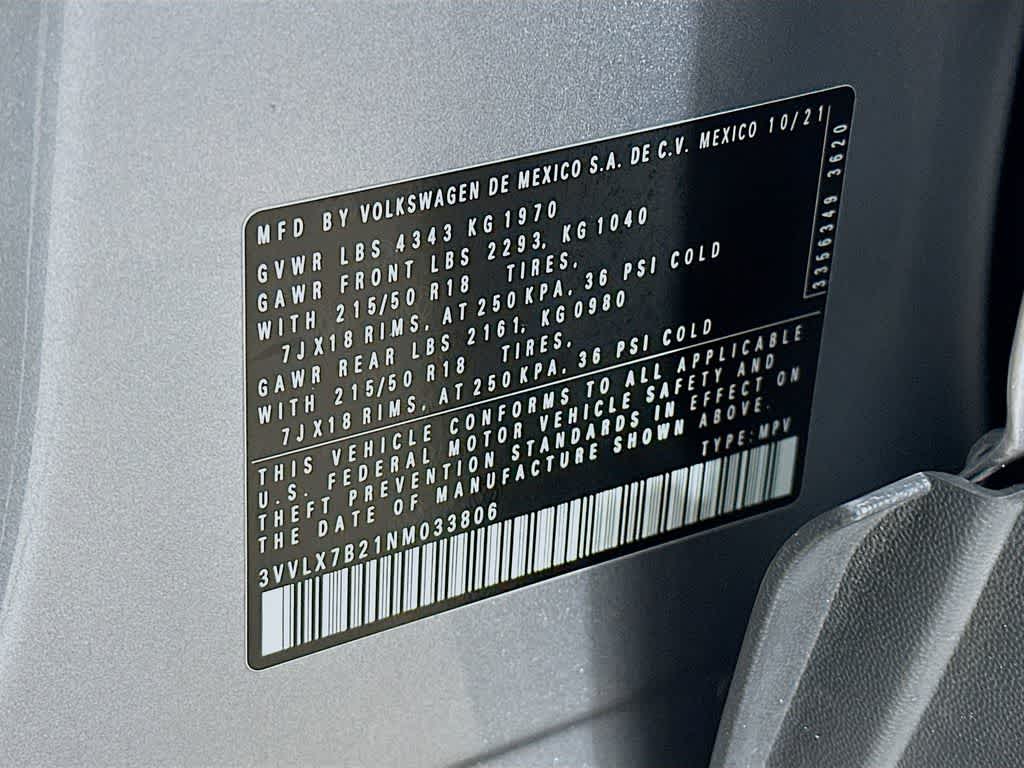 MFD BY VOLKSWAGEN DE MEXICO S.A. DE C.V. MEXICO 10/21
GVWR LBS 4343 KG 1970
GAWR FRONT LBS 2293, KG 1040
WITH 215/50 R18 TIRES,
7JX18 RIMS, AT 250 KPA, 36 PSI COLD
GAWR REAR LBS 2161, KG 0980
WITH 215/50 R18 TIRES,
7JX18 RIMS, AT 250 KPA, 36 PSI COLD
THIS VEHICLE CONFORMS TO ALL APPLICABLE
U.S. FEDERAL MOTOR VEHICLE SAFETY AND
THEFT PREVENTION STANDARDS IN EFFECT ON
THE DATE OF MANUFACTURE SHOWN ABOVE.
TYPE: MPV
3VVLX7B21NM033806
3356349 3620